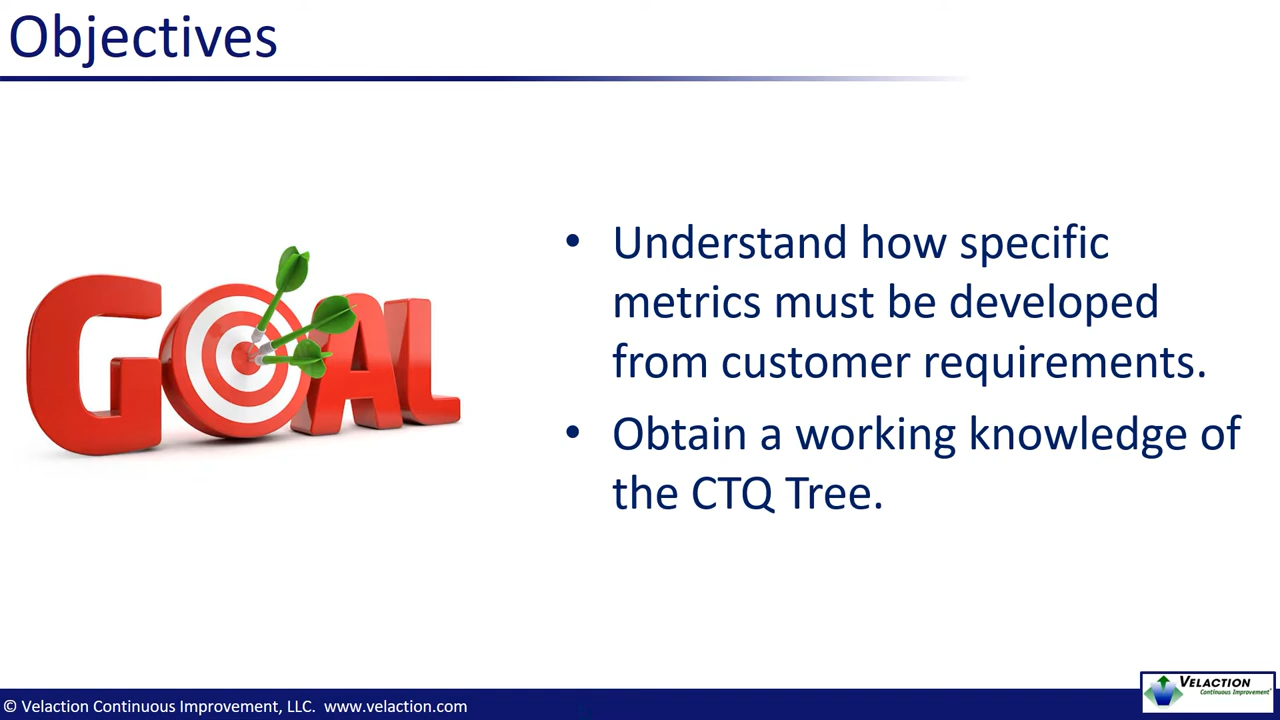 Objectives
GOAL
• Understand how specific
metrics must be developed
from customer requirements.
• Obtain a working knowledge of
the CTQ Tree.
© Velaction Continuous Improvement, LLC. www.velaction.com
VELACTION
Continuous Improvement